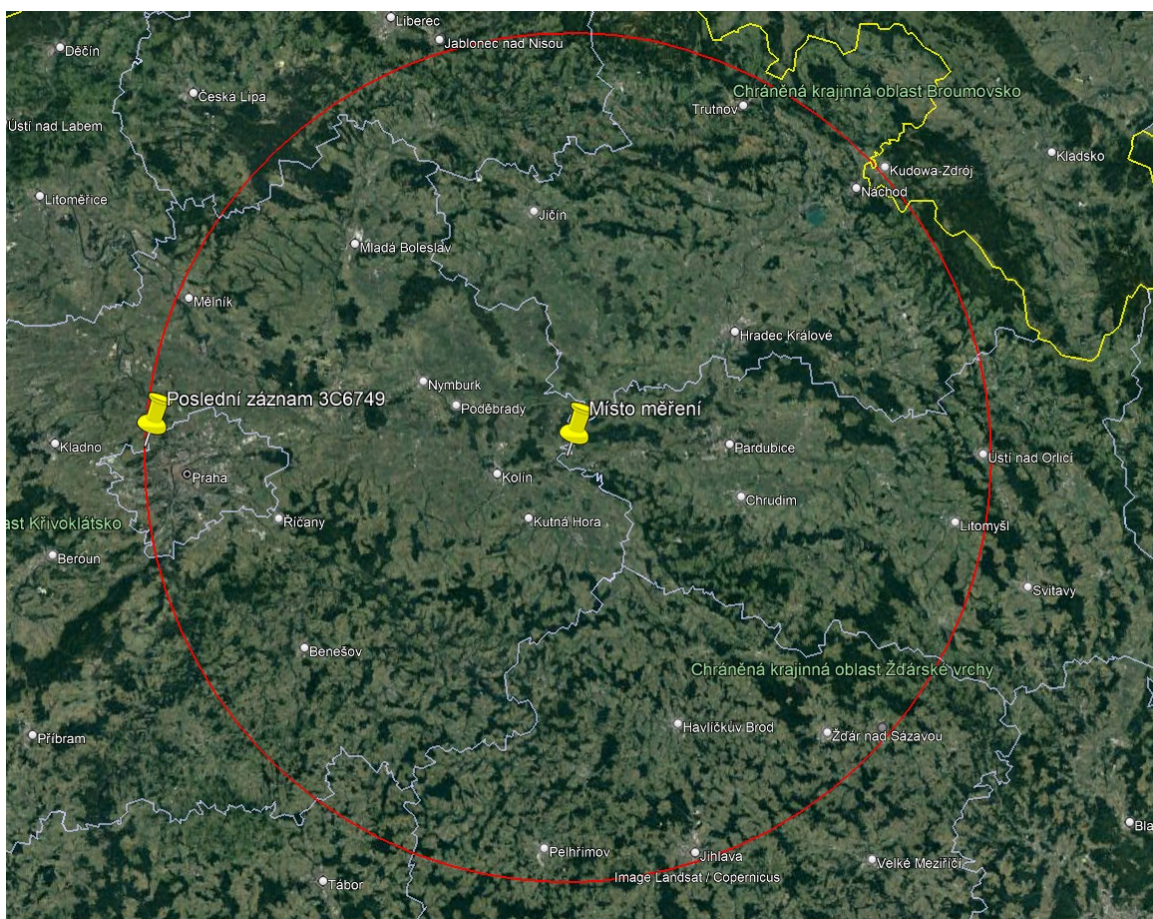 Liberec
Děčín
Jablonec nad Nisou
Česká Lípa
Chráněná krajinná oblast Broumovsko
Trutnov
Ústí nad Labem
Kladsko
Kudowa-Zdrój
Náchod
Litoměřice
Jičín
Mladá Boleslav
Mělník
Hradec Králové
Nymburk
Poslední záznam 3C6749
Poděbrady
Místo měření
Kladno
Pardubice
Ústí nad Orlicí
Praha
Kolín
Chrudim
Říčany
Kutná Hora
Litomyšl
ast Křivoklátsko
Beroun
Svitavy
Benešov
Chráněná krajinná oblast Žďárské vrchy
Havlíčkův Brod
Příbram
Žďár nad Sázavou
Bla
Pelhřimov
Jihlava
Velké Meziříčí
Image Landsat / Copernicus
Tábor